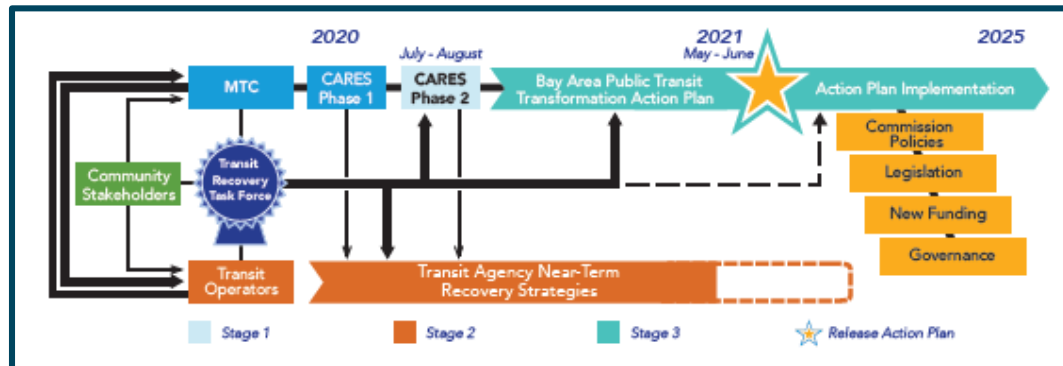 2020
2021
2025
July - August
May - June
MTC
CARES
Phase 1
CARES
Phase 2
Bay Area Public Transit
Transformation Action Plan
Action Plan Implementation
Commission
Policies
Legislation
New Funding
Governance
Community
Stakeholders
Transit
Recovery
Task Force
Transit
Operators
Transit Agency Near-Term
Recovery Strategies
Stage 1
Stage 2
Stage 3
Release Action Plan